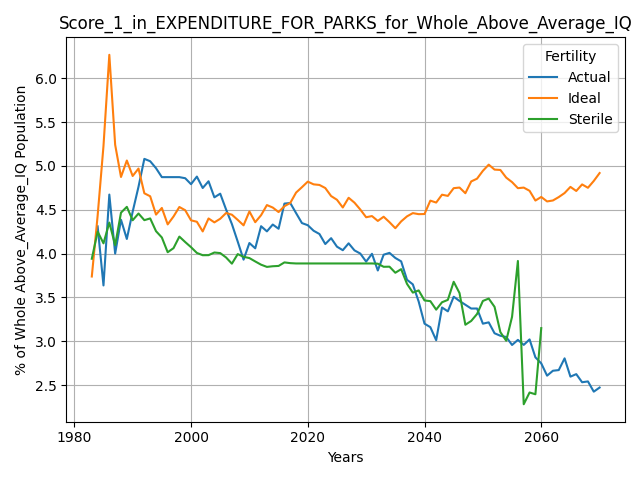 Score_1_in_EXPENDITURE_FOR_PARKS_for_Whole_Above_Average_IQ
% of Whole Above_Average_IQ Population
6.0
5.5
5.0
4.5
4.0
3.5
3.0
2.5
Fertility
Actual
Ideal
Sterile
1980
2000
2020
2040
2060
Years